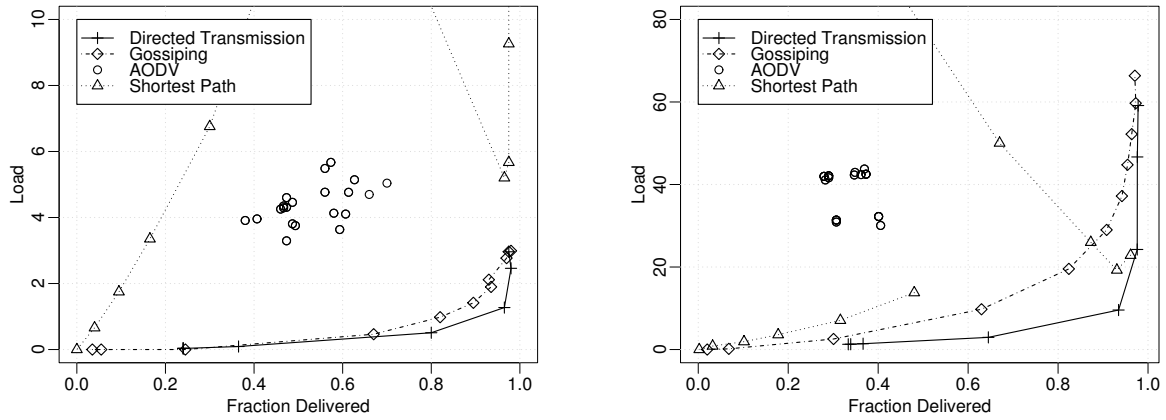 10
8
6
4
2
0
Load
Directed Transmission
Gossiping
AODV
Shortest Path
0.0 0.2 0.4 0.6 0.8 1.0
Fraction Delivered
80
60
40
20
0
Load
Directed Transmission
Gossiping
AODV
Shortest Path
0.0 0.2 0.4 0.6 0.8 1.0
Fraction Delivered